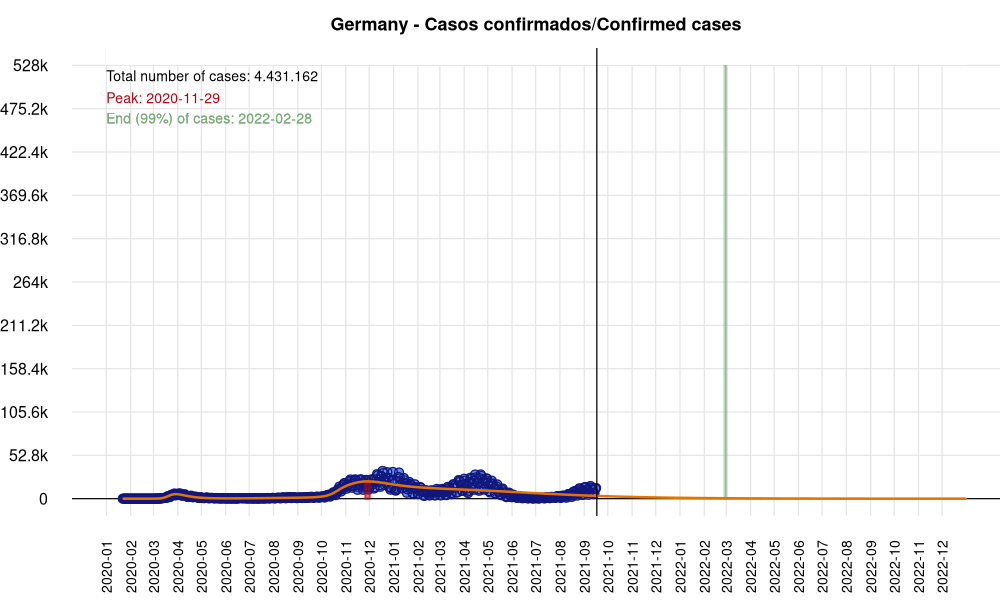 Germany - Casos confirmados/Confirmed cases
Total number of cases: 4.431.162
Peak: 2020-11-29
End (99%) of cases: 2022-02-28
528k
475.2k
422.4k
369.6k
316.8k
264k
211.2k
158.4k
105.6k
52.8k
0
2020-01
2020-02
2020-03
2020-04
2020-05
2020-06
2020-07
2020-08
2020-09
2020-10
2020-11
2020-12
2021-01
2021-02
2021-03
2021-04
2021-05
2021-06
2021-07
2021-08
2021-09
2021-10
2021-11
2021-12
2022-01
2022-02
2022-03
2022-04
2022-05
2022-06
2022-07
2022-08
2022-09
2022-10
2022-11
2022-12